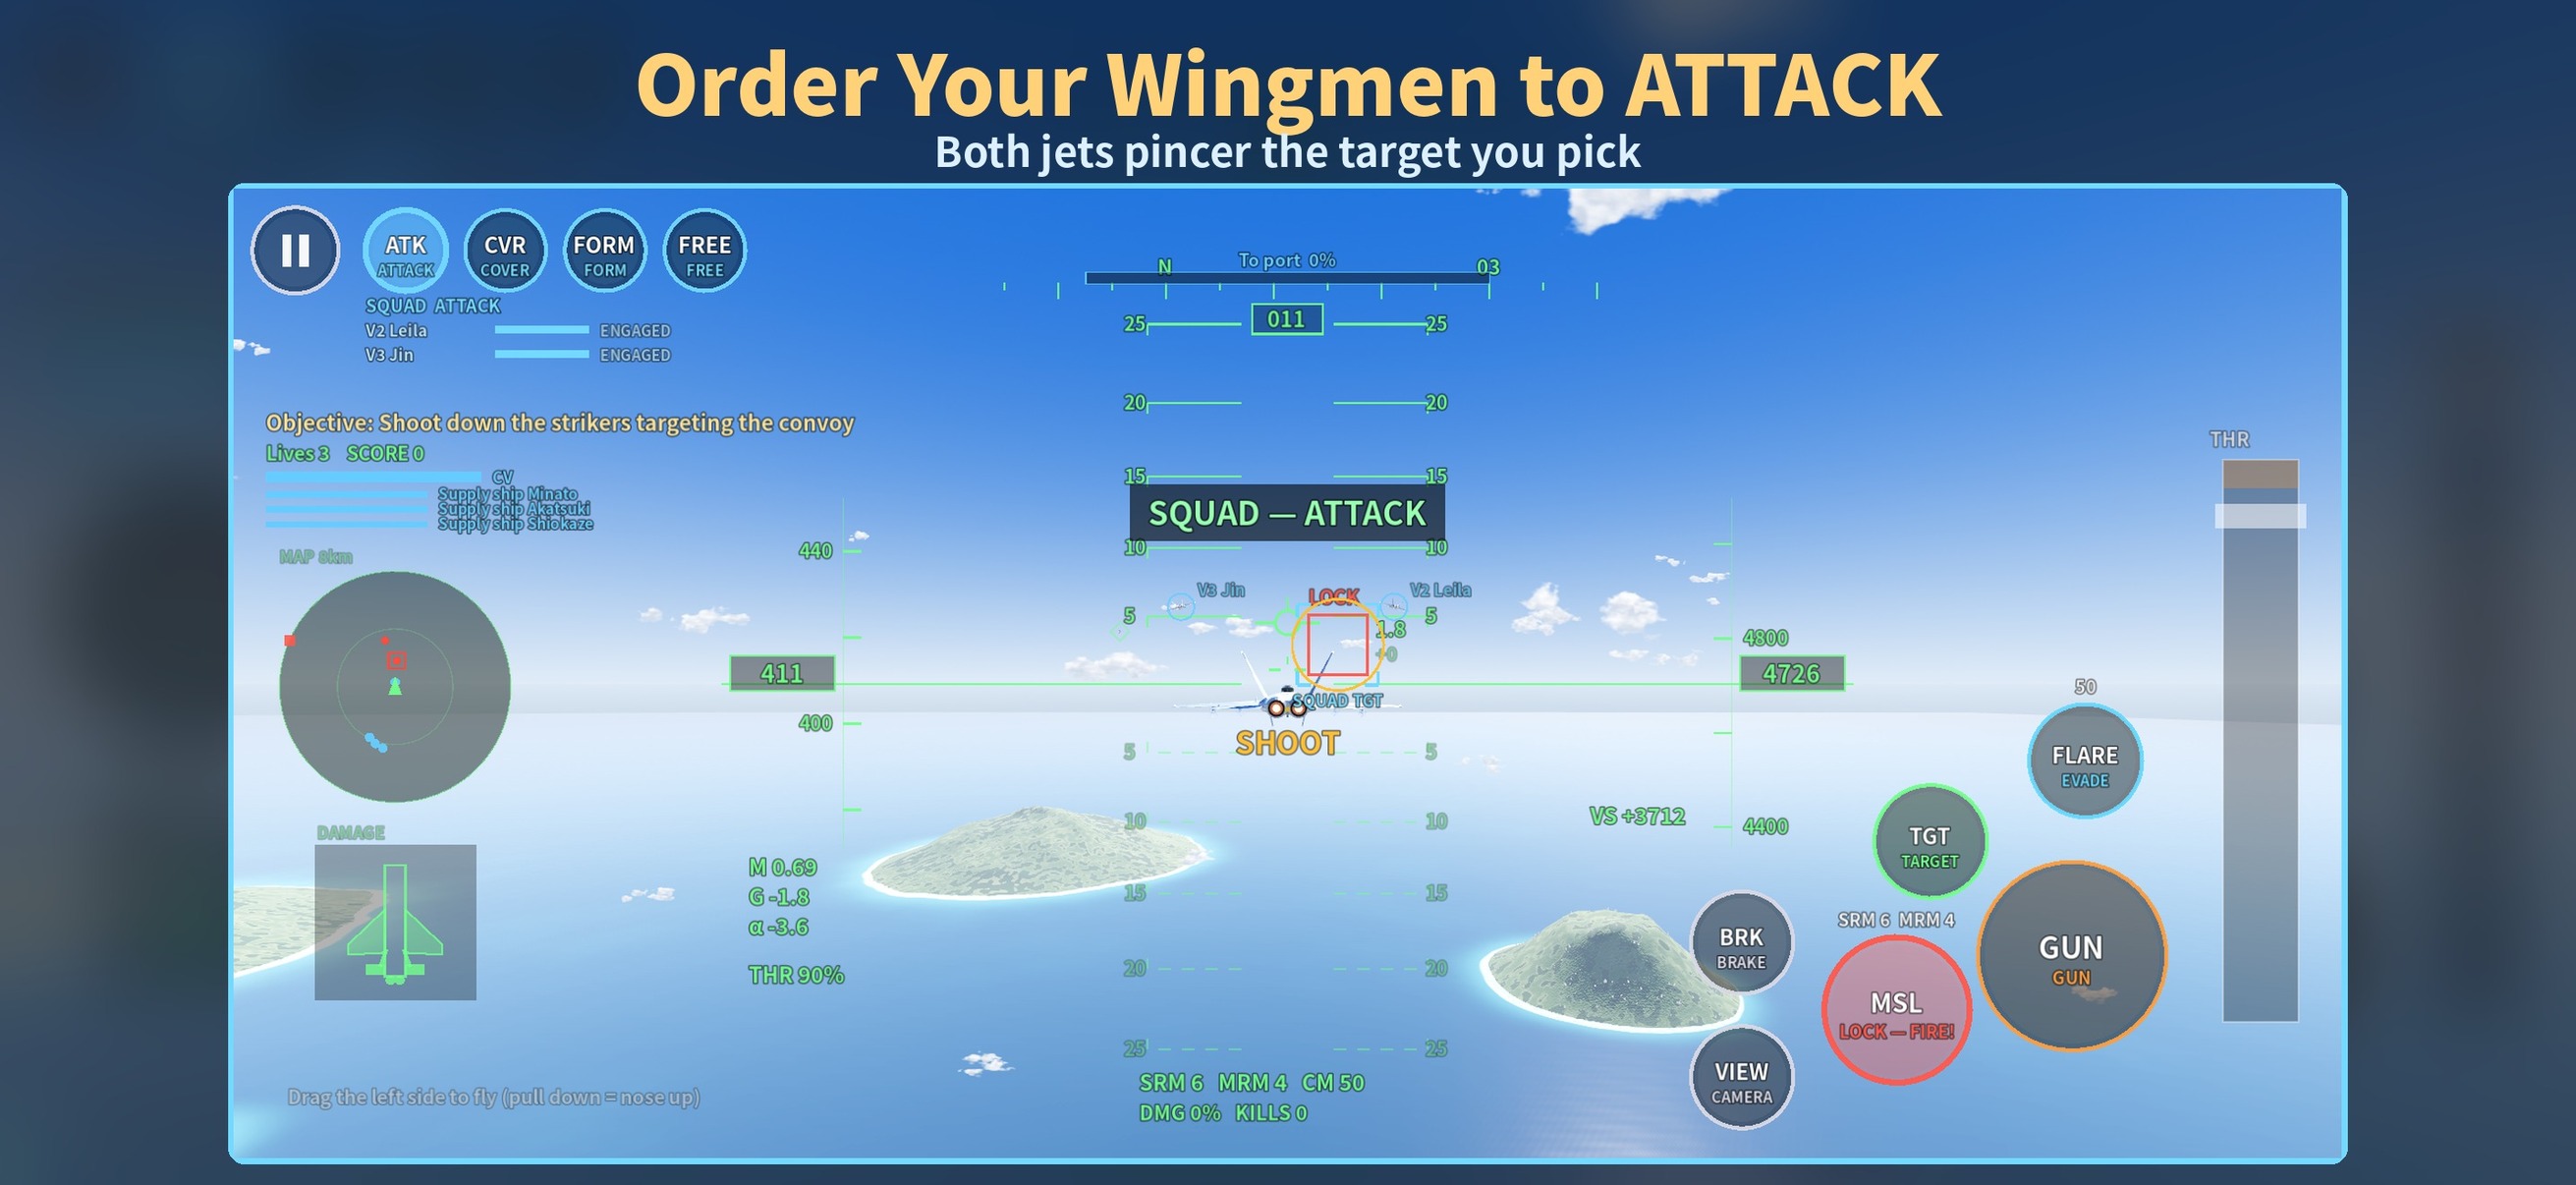 Order Your Wingmen to ATTACK
Both jets pincer the target you pick
ATK
ATTACK
CVR
COVER
FORM
FORM
FREE
FREE
SQUAD ATTACK
V2 Leila ENGAGED
V3 Jin ENGAGED
N To port 0% 03
011
25 25
20 20
15 15
SQUAD — ATTACK
10 10
Objective: Shoot down the strikers targeting the convoy
Lives 3 SCORE 0
CV
Supply ship Minato
Supply ship Akatsuki
Supply ship Shiokaze
MAP 8km
THR
440
411
400
V3 Jin
LOCK
V2 Leila
5 5
1.8
+0
SQUAD TGT
SHOOT
5 5
10 10
15 15
20 20
25 25
4800
4726
4400
VS +3712
DAMAGE
M 0.69
G -1.8
α -3.6
THR 90%
50
FLARE
EVADE
TGT
TARGET
SRM 6 MRM 4
BRK
BRAKE
GUN
GUN
MSL
LOCK — FIRE!
VIEW
CAMERA
Drag the left side to fly (pull down = nose up)
SRM 6 MRM 4 CM 50
DMG 0% KILLS 0